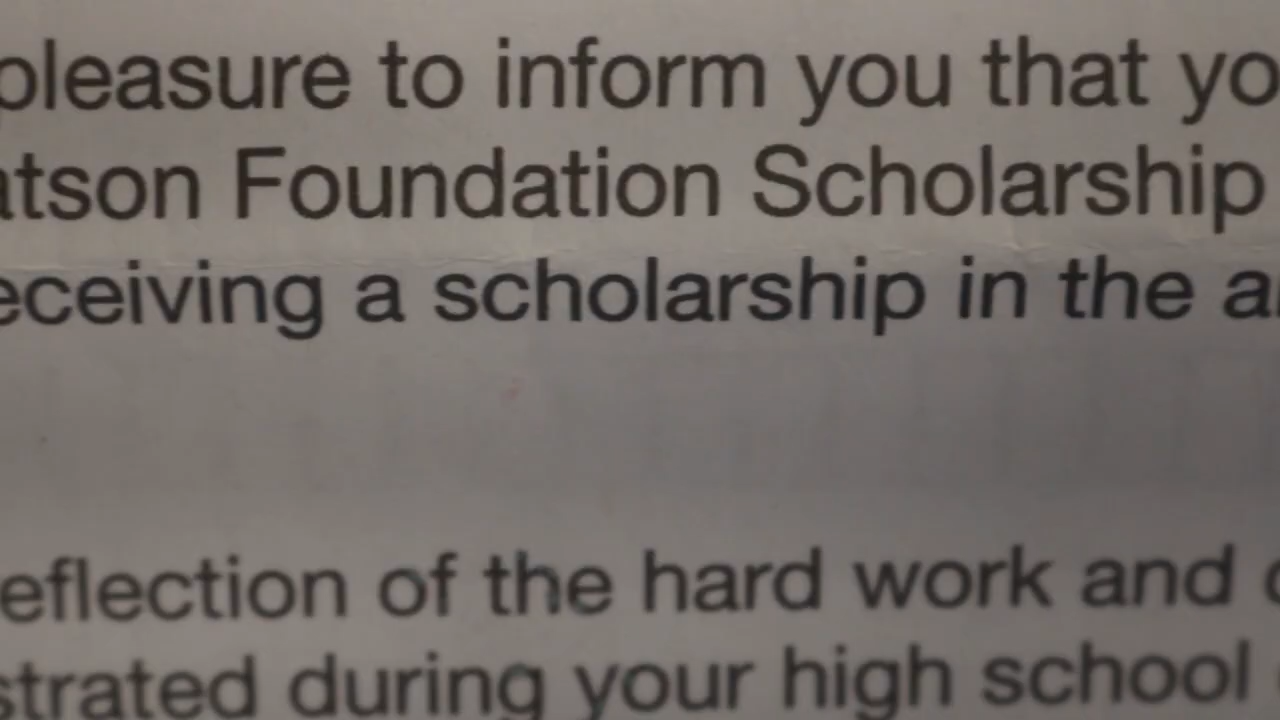 pleasure to inform you that yo
atson Foundation Scholarship
eceiving a scholarship in the a
eflection of the hard work and
strated during your high school